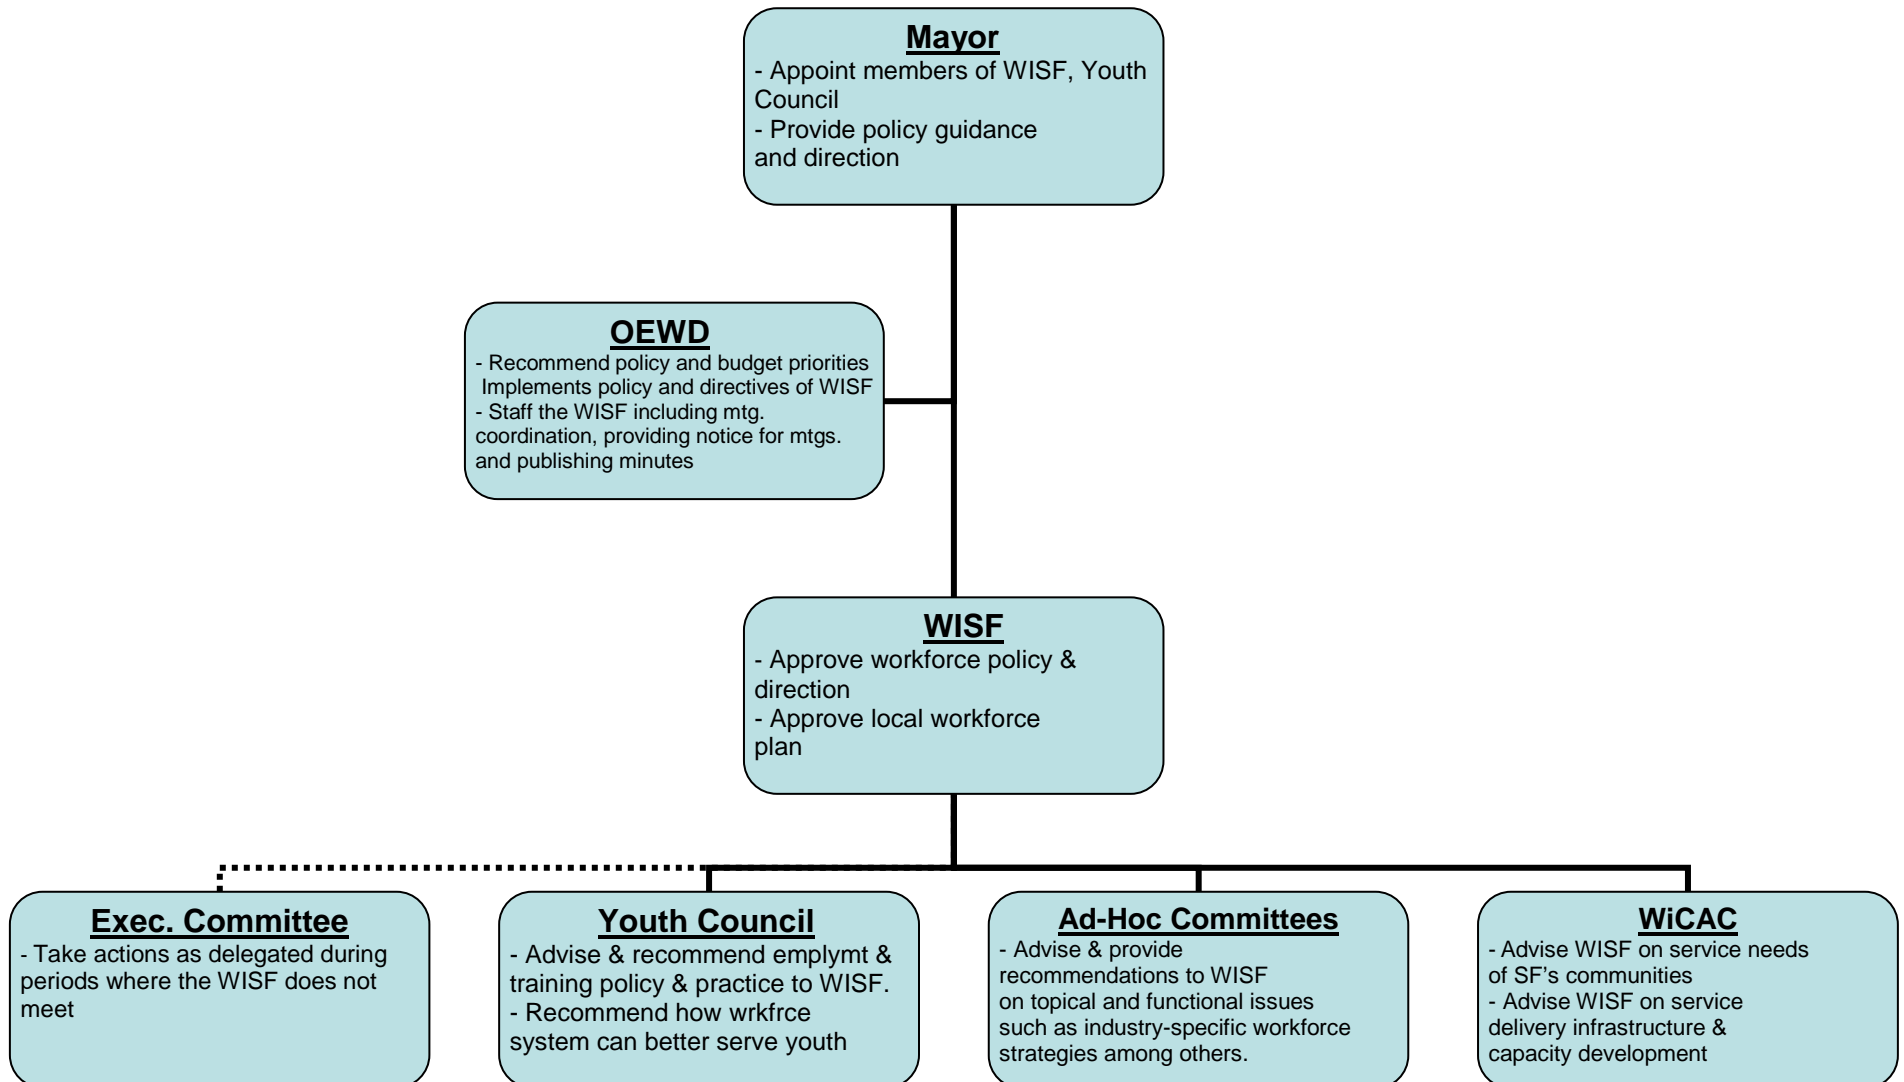 Mayor
- Appoint members of WISF, Youth
Council
- Provide policy guidance
and direction
OEWD
- Recommend policy and budget priorities
Implements policy and directives of WISF
- Staff the WISF including mtg.
coordination, providing notice for mtgs.
and publishing minutes
WISF
- Approve workforce policy &
direction
- Approve local workforce
plan
Exec. Committee
- Take actions as delegated during
periods where the WISF does not
meet
Youth Council
- Advise & recommend emplymt &
training policy & practice to WISF.
- Recommend how wrkfrce
system can better serve youth
Ad-Hoc Committees
- Advise & provide
recommendations to WISF
on topical and functional issues
such as industry-specific workforce
strategies among others.
WiCAC
- Advise WISF on service needs
of SF’s communities
- Advise WISF on service
delivery infrastructure &
capacity development